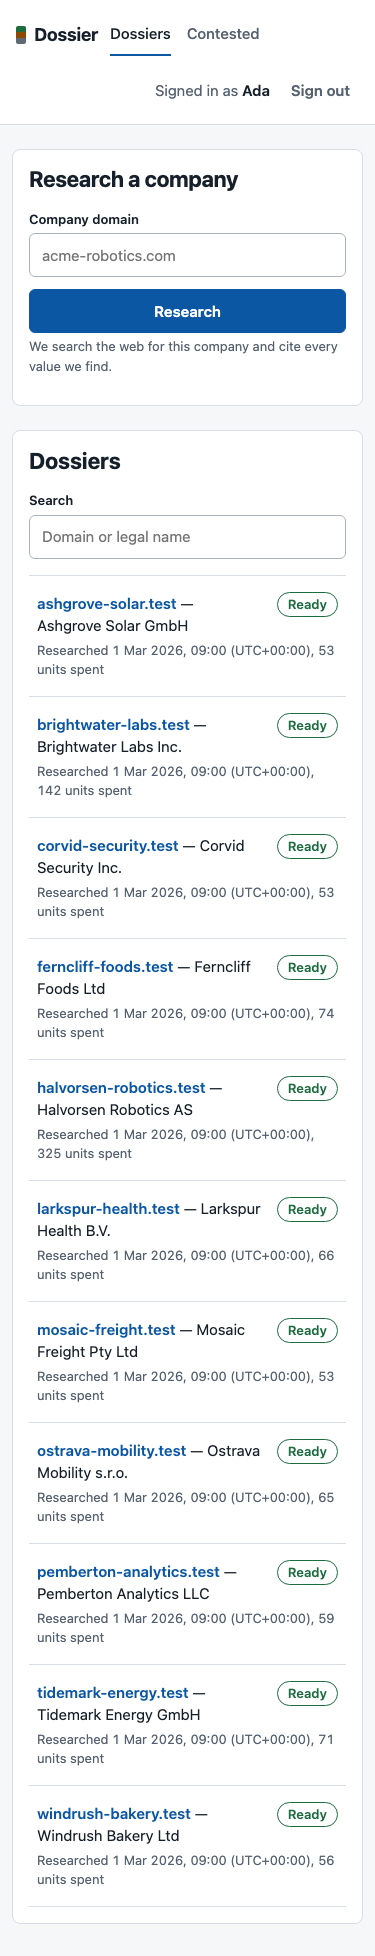 Dossier Dossiers Contested
Signed in as Ada Sign out
Research a company
Company domain
acme-robotics.com
Research
We search the web for this company and cite every
value we find.
Dossiers
Search
Domain or legal name
ashgrove-solar.test — Ready
Ashgrove Solar GmbH
Researched 1 Mar 2026, 09:00 (UTC+00:00), 53
units spent
brightwater-labs.test — Ready
Brightwater Labs Inc.
Researched 1 Mar 2026, 09:00 (UTC+00:00),
142 units spent
corvid-security.test — Corvid Ready
Security Inc.
Researched 1 Mar 2026, 09:00 (UTC+00:00), 53
units spent
ferncliff-foods.test — Ferncliff Ready
Foods Ltd
Researched 1 Mar 2026, 09:00 (UTC+00:00), 74
units spent
halvorsen-robotics.test — Ready
Halvorsen Robotics AS
Researched 1 Mar 2026, 09:00 (UTC+00:00),
325 units spent
larkspur-health.test — Larkspur Ready
Health B.V.
Researched 1 Mar 2026, 09:00 (UTC+00:00), 66
units spent
mosaic-freight.test — Mosaic Ready
Freight Pty Ltd
Researched 1 Mar 2026, 09:00 (UTC+00:00), 53
units spent
ostrava-mobility.test — Ostrava Ready
Mobility s.r.o.
Researched 1 Mar 2026, 09:00 (UTC+00:00), 65
units spent
pemberton-analytics.test — Ready
Pemberton Analytics LLC
Researched 1 Mar 2026, 09:00 (UTC+00:00), 59
units spent
tidemark-energy.test — Ready
Tidemark Energy GmbH
Researched 1 Mar 2026, 09:00 (UTC+00:00), 71
units spent
windrush-bakery.test — Ready
Windrush Bakery Ltd
Researched 1 Mar 2026, 09:00 (UTC+00:00), 56
units spent